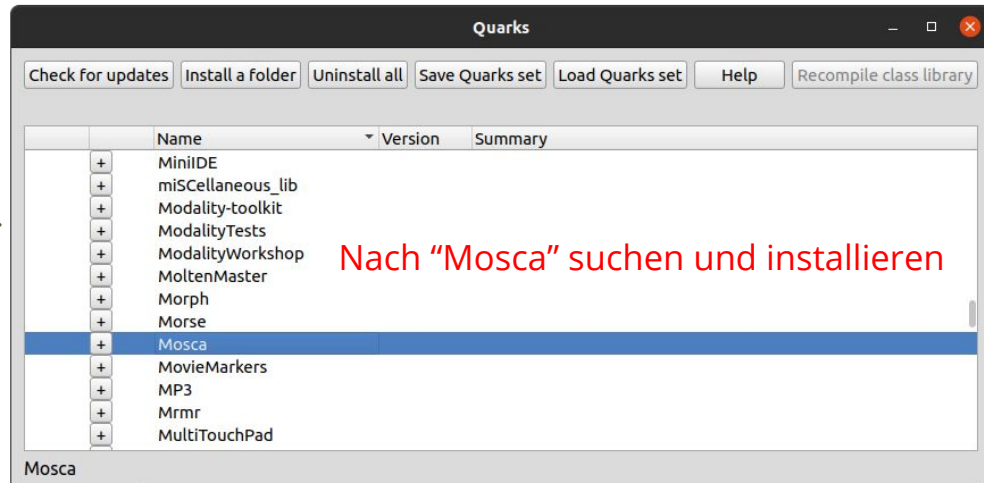 Quarks
Check for updates Install a folder Uninstall all Save Quarks set Load Quarks set Help Recompile class library
Name Version Summary
+ MiniIDE
+ miSCellaneous_lib
+ Modality-toolkit
+ ModalityTests
+ ModalityWorkshop
Nach “Mosca” suchen und installieren
+ MoltenMaster
+ Morph
+ Morse
+ Mosca
+ MovieMarkers
+ MP3
+ Mrmr
+ MultiTouchPad
Mosca